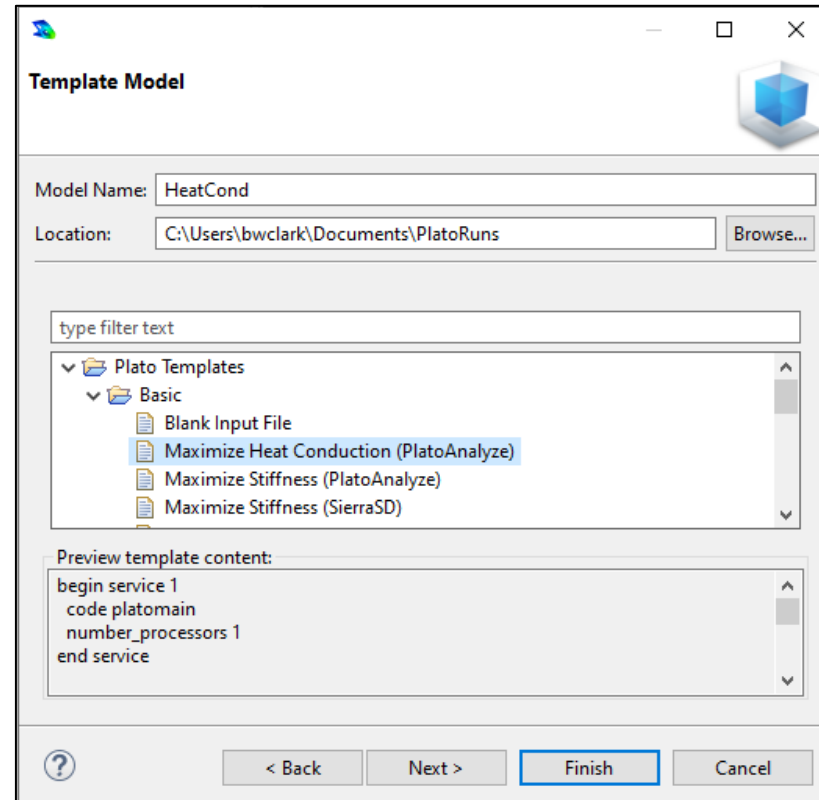 Template Model
Model Name: HeatCond
Location: C:\Users\bwclark\Documents\PlatoRuns Browse...
type filter text
Plato Templates
Basic
Blank Input File
Maximize Heat Conduction (PlatoAnalyze)
Maximize Stiffness (PlatoAnalyze)
Maximize Stiffness (SierraSD)
Preview template content:
begin service 1
code platomain
number_processors 1
end service
? < Back Next > Finish Cancel